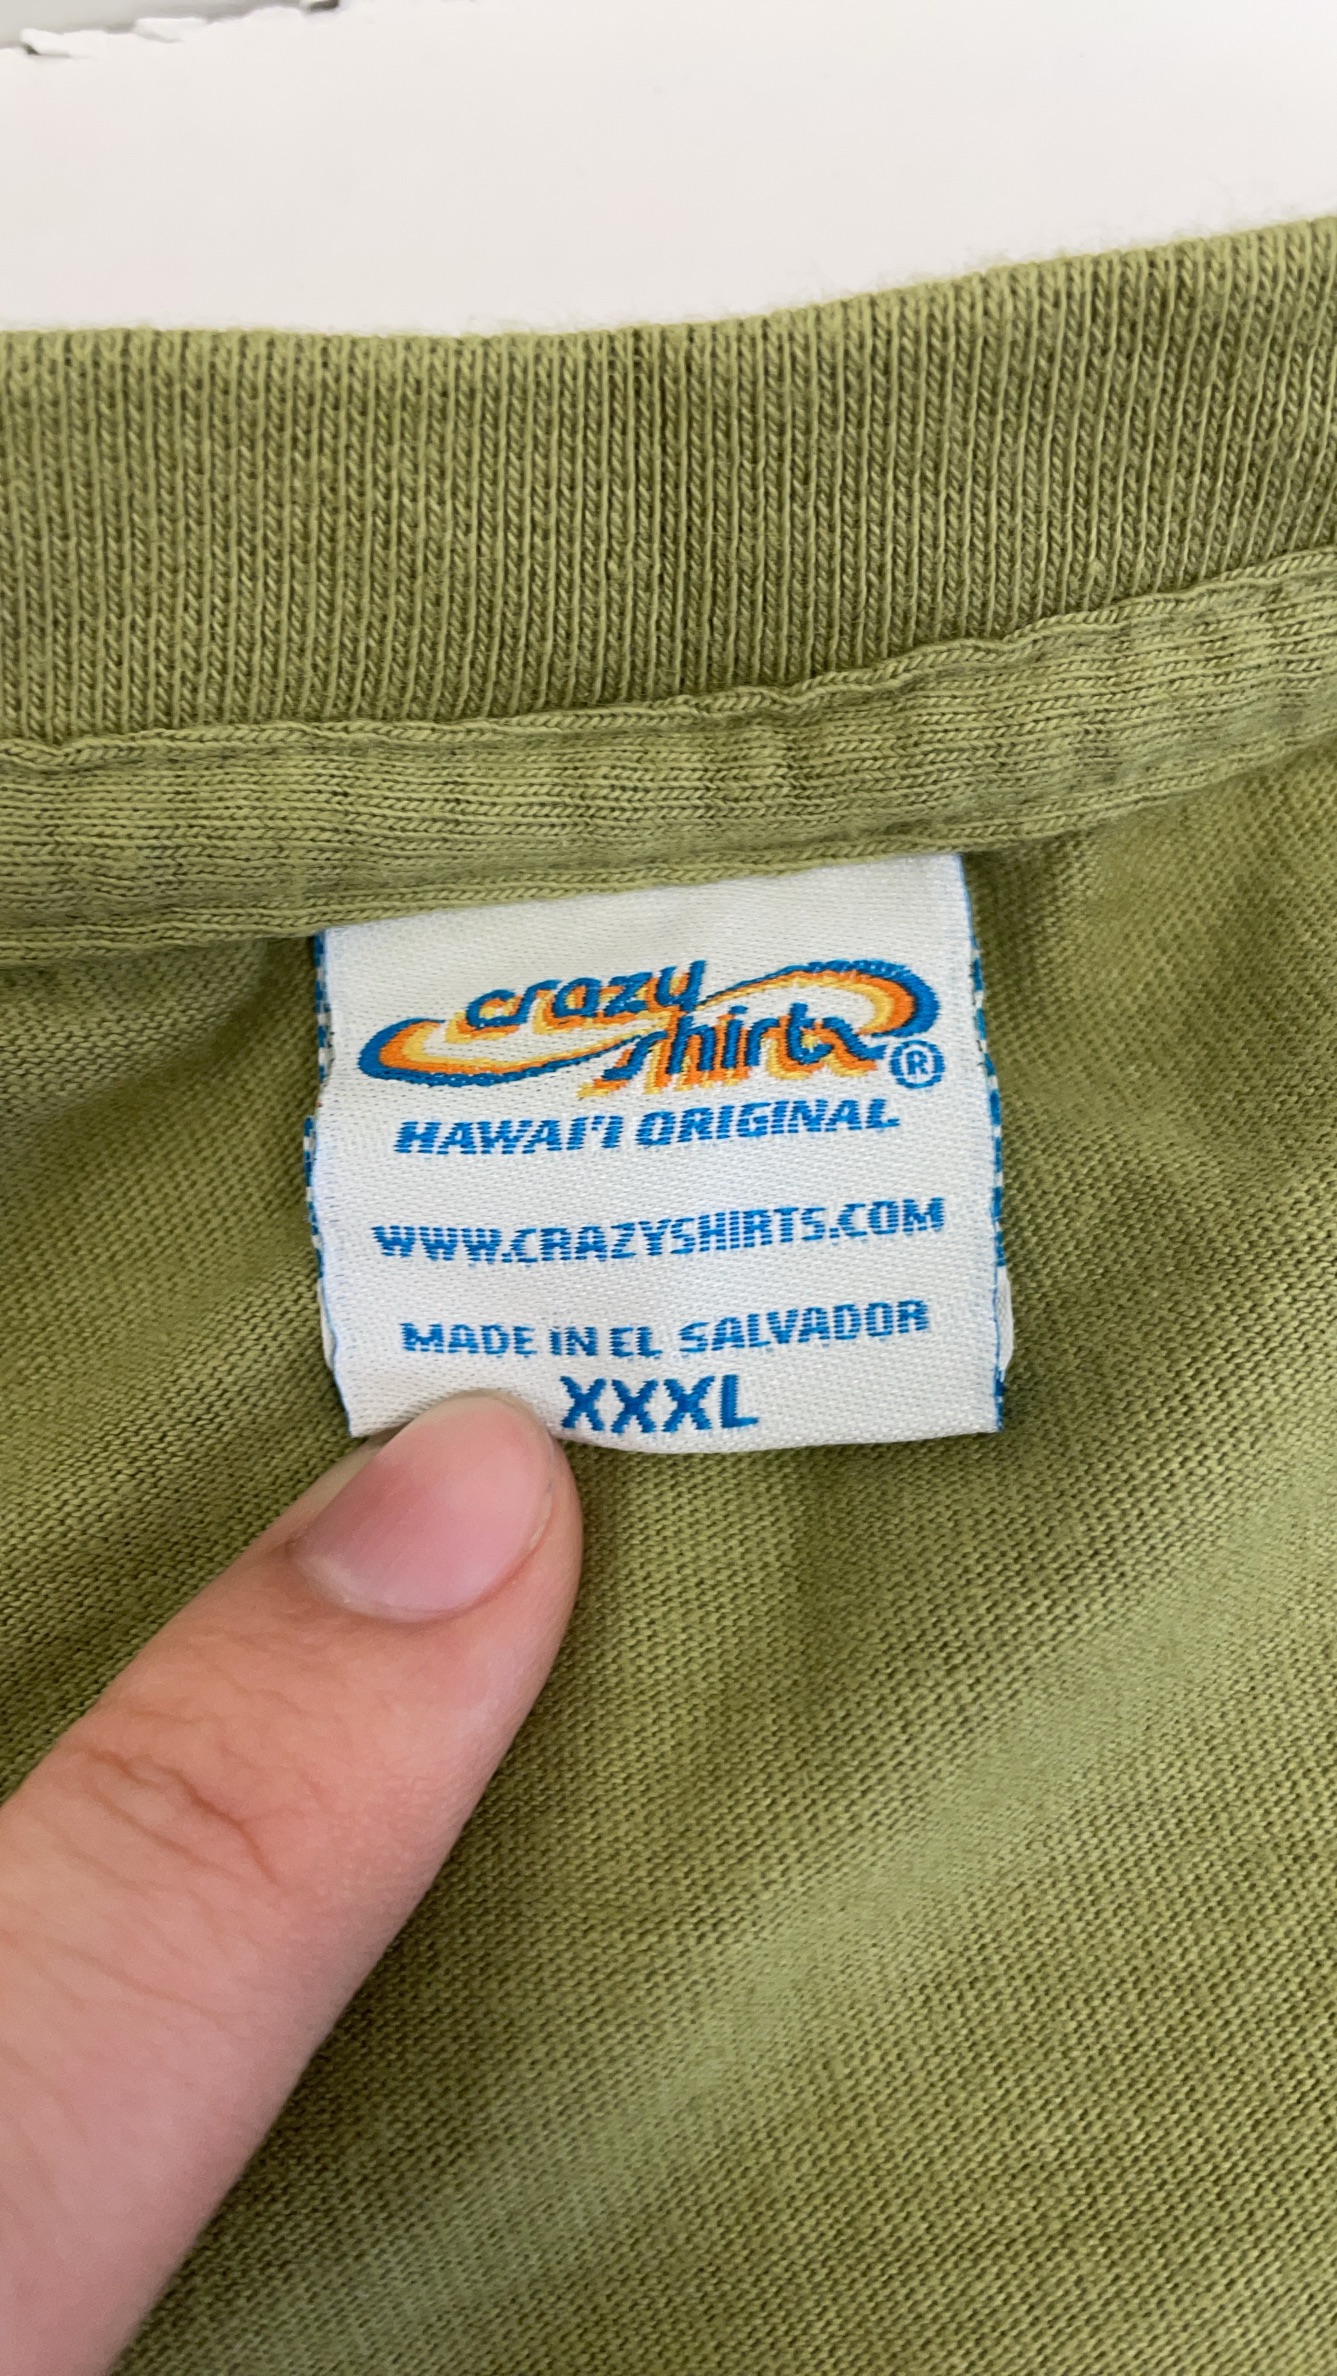 crazy
shirts®
HAWAI'I ORIGINAL
WWW.CRAZYSHIRTS.COM
MADE IN EL SALVADOR
XXXL